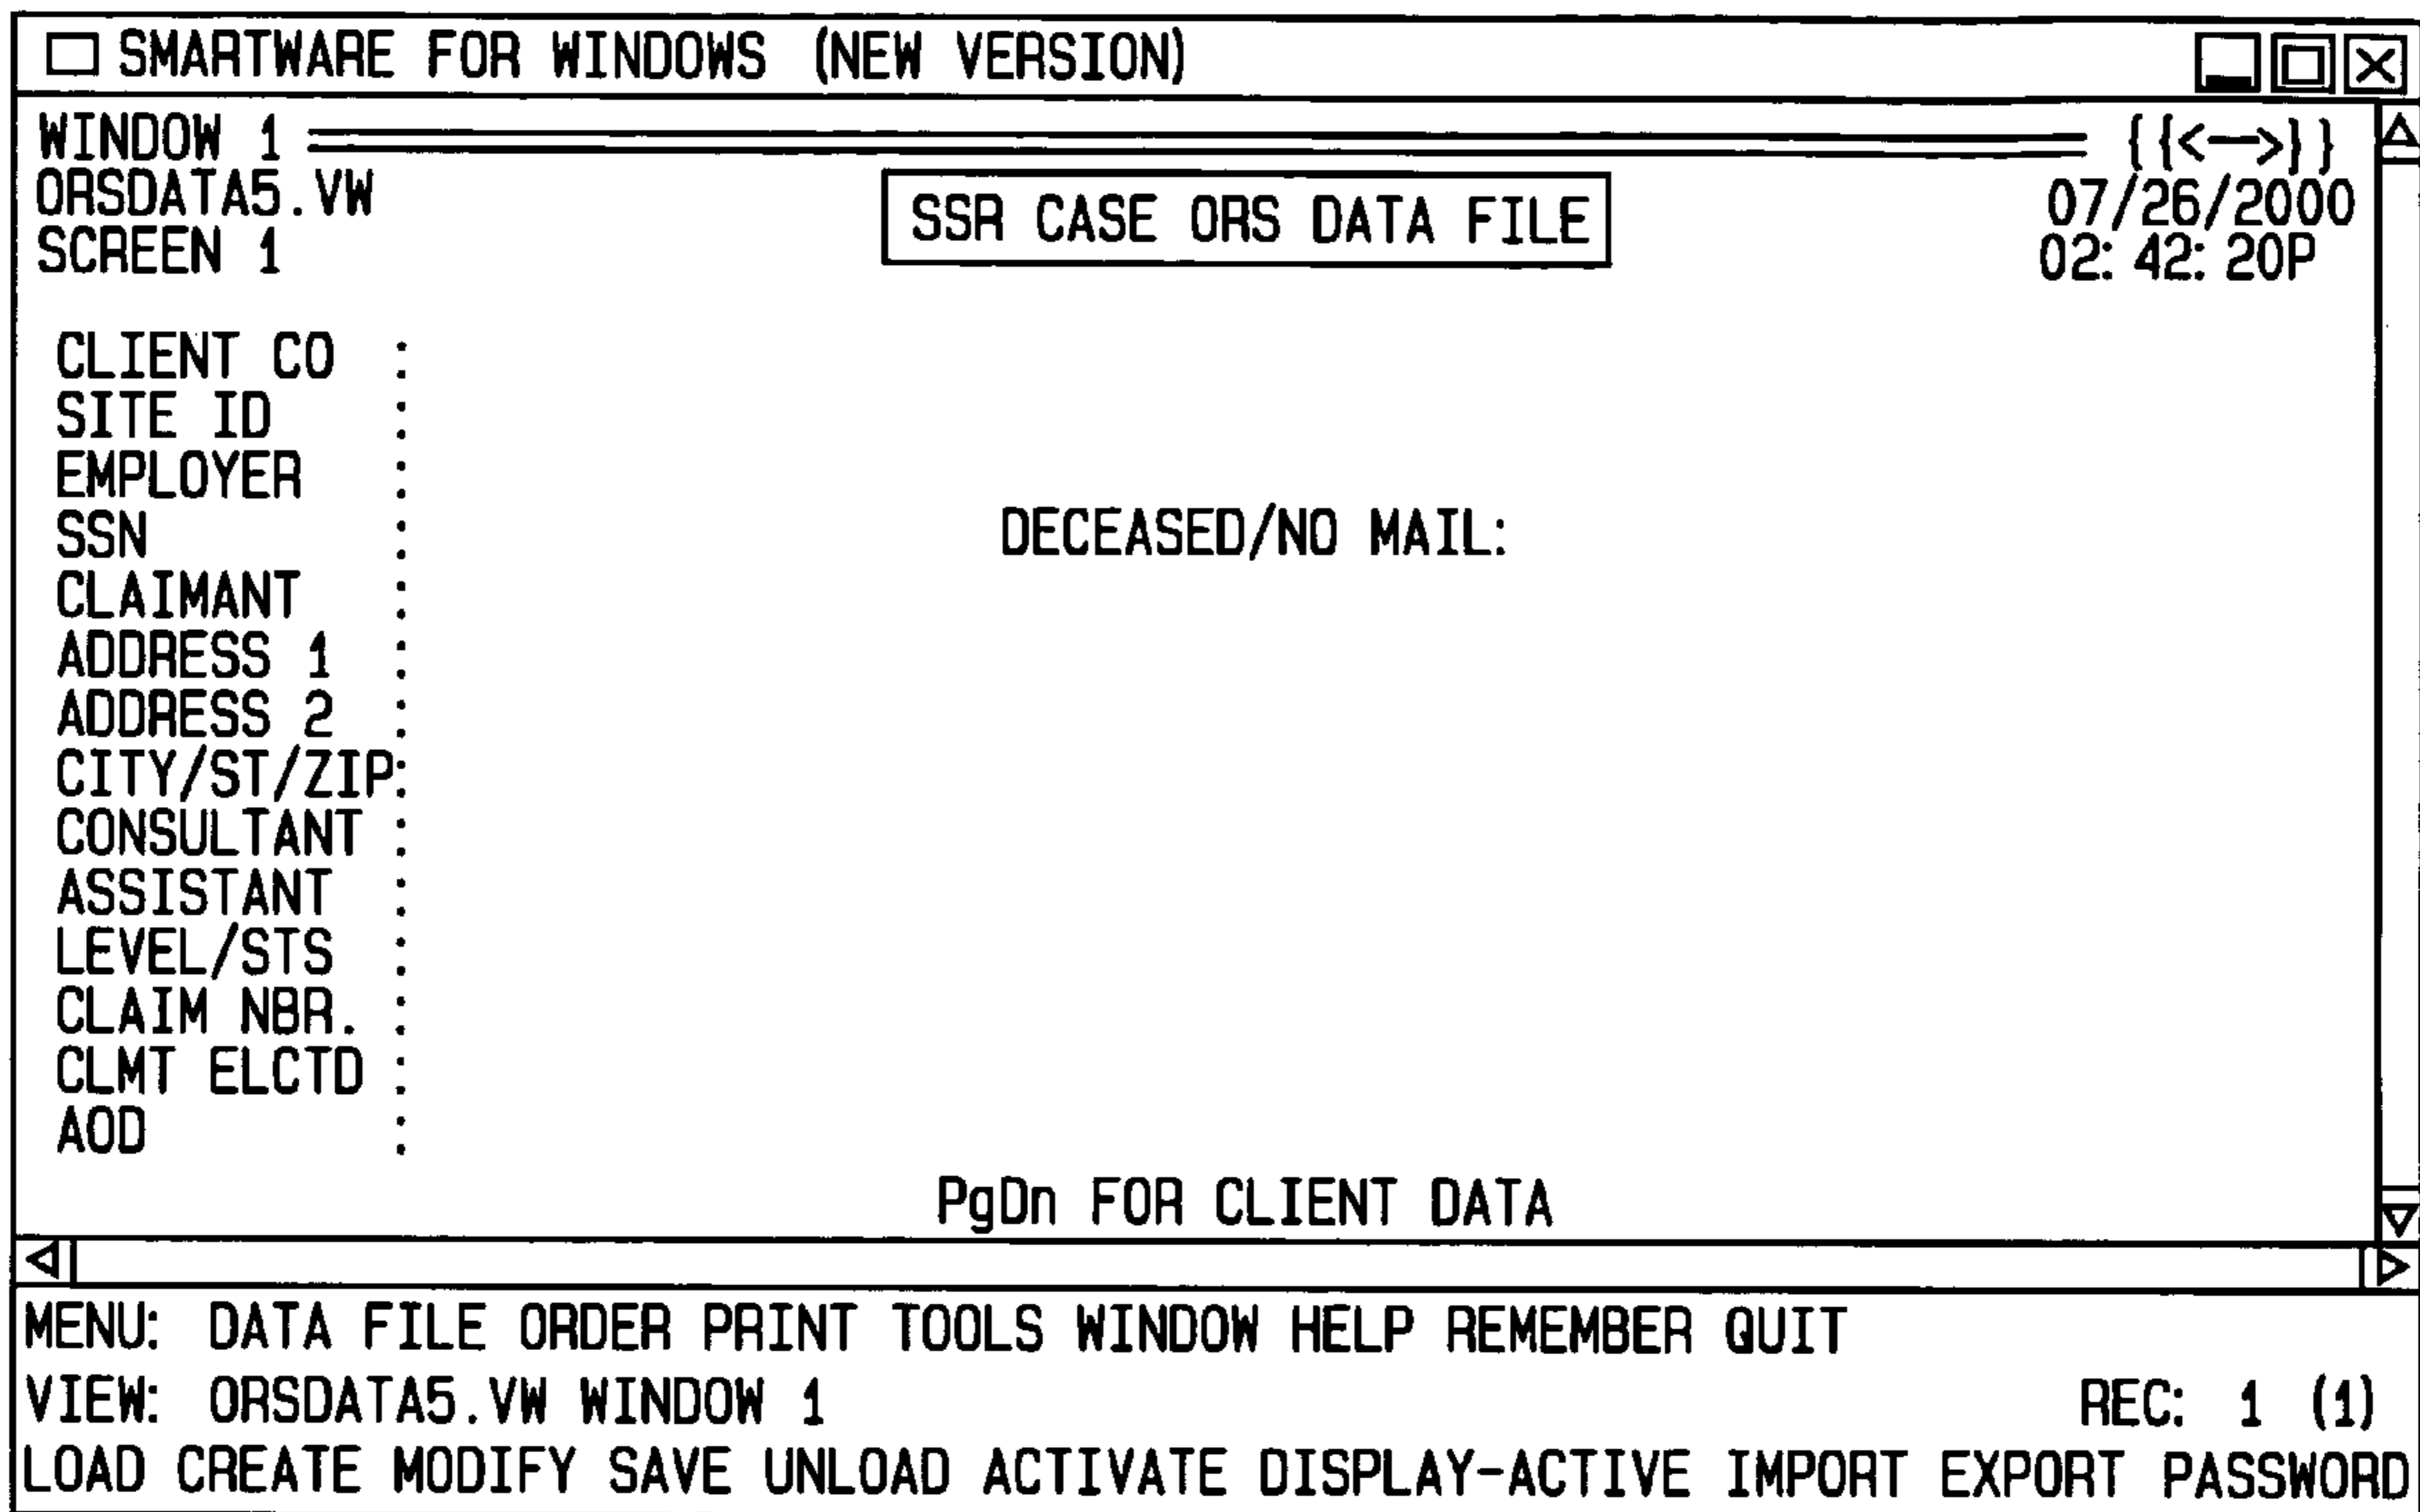 SMARTWARE FOR WINDOWS (NEW VERSION)
WINDOW 1 {{<—>}}
ORSDATA5.VW 07/26/2000
SSR CASE ORS DATA FILE
SCREEN 1 02: 42: 20P
CLIENT CO :
SITE ID :
EMPLOYER :
SSN : DECEASED/NO MAIL:
CLAIMANT :
ADDRESS 1 :
ADDRESS 2 :
CITY/ST/ZIP:
CONSULTANT :
ASSISTANT :
LEVEL/STS :
CLAIM NBR. :
CLMT ELCTD :
AOD :
PgDn FOR CLIENT DATA
MENU: DATA FILE ORDER PRINT TOOLS WINDOW HELP REMEMBER QUIT
VIEW: ORSDATA5.VW WINDOW 1 REC: 1 (1)
LOAD CREATE MODIFY SAVE UNLOAD ACTIVATE DISPLAY-ACTIVE IMPORT EXPORT PASSWORD